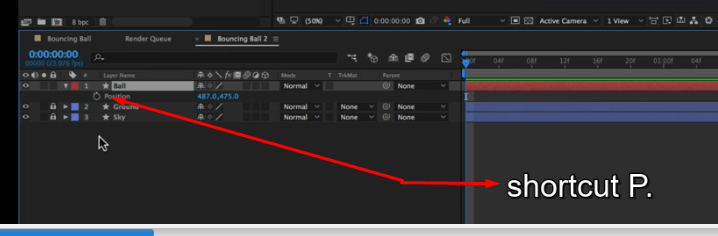 8 bpc
(50%)
0:00:00:00
Full
Active Camera
1 View
Bouncing Ball
Render Queue
× Bouncing Ball 2
0:00:00:00
00000 (23.976 fps)
# Layer Name
Mode
T TrkMat
Parent
00f 04f 08f 12f 16f 20f 01:00f 04f
1 Ball Normal None
Position 487.0,475.0
2 Ground Normal None None
3 Sky Normal None None
shortcut P.